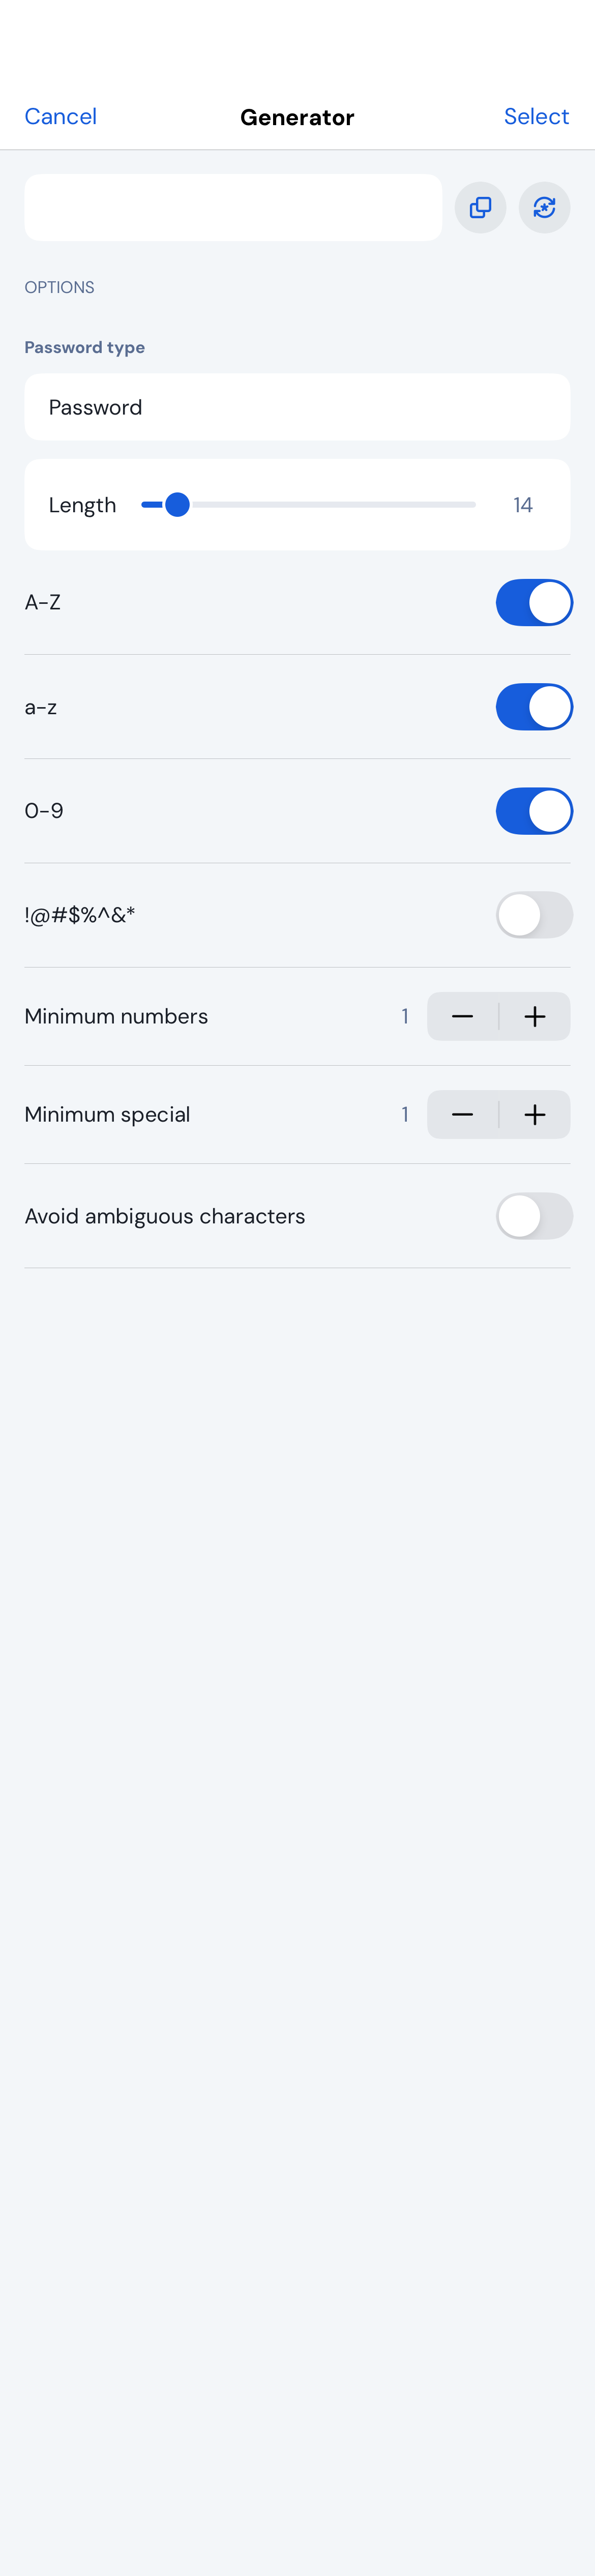 Cancel Generator Select
OPTIONS
Password type
Password
Length 14
A-Z
a-z
0-9
!@#$%^&*
Minimum numbers 1
Minimum special 1
Avoid ambiguous characters